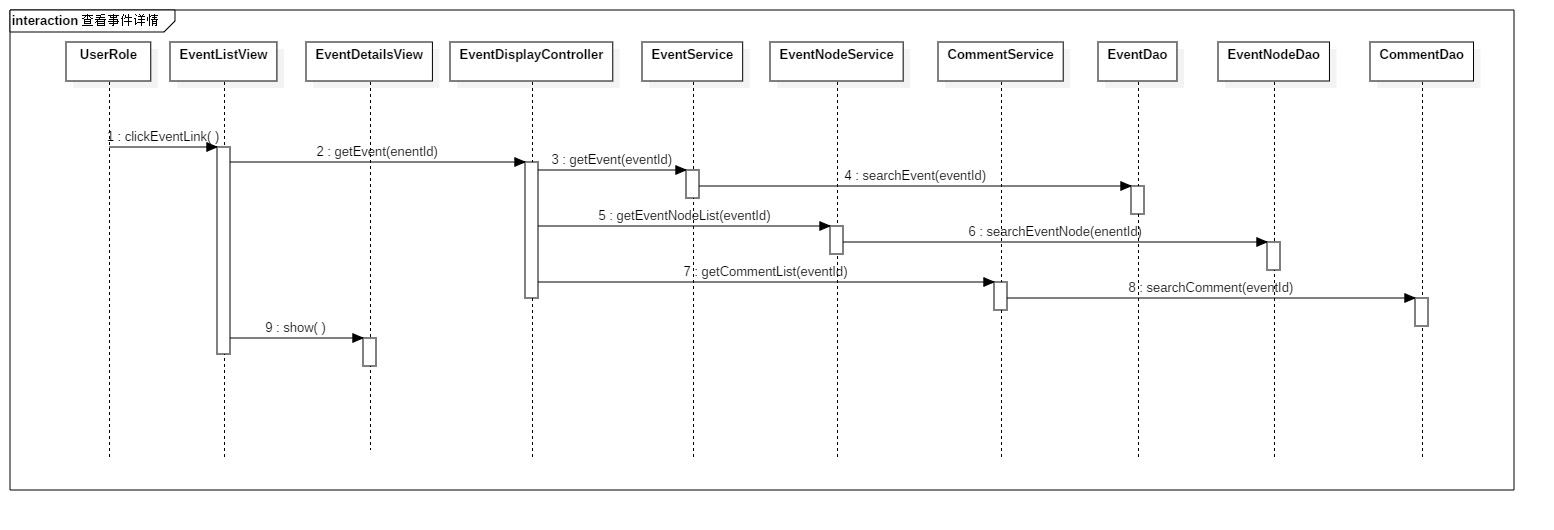 interaction 查看事件详情
UserRole
EventListView
EventDetailsView
EventDisplayController
EventService
EventNodeService
CommentService
EventDao
EventNodeDao
CommentDao
1 : clickEventLink( )
2 : getEvent(enentId)
3 : getEvent(eventId)
4 : searchEvent(eventId)
5 : getEventNodeList(eventId)
6 : searchEventNode(enentId)
7 : getCommentList(eventId)
8 : searchComment(eventId)
9 : show( )